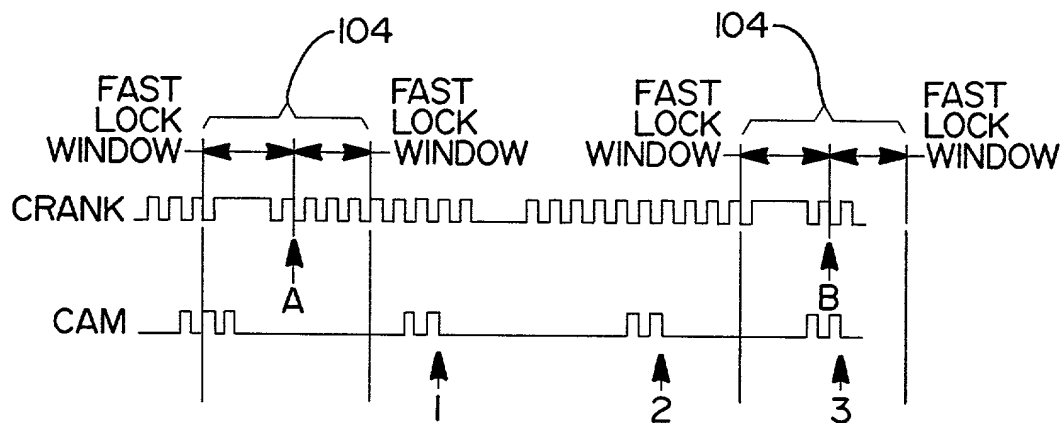 104
104
FAST
LOCK
WINDOW
FAST
LOCK
WINDOW
FAST
LOCK
WINDOW
FAST
LOCK
WINDOW
CRANK
A
B
CAM
1
2
3